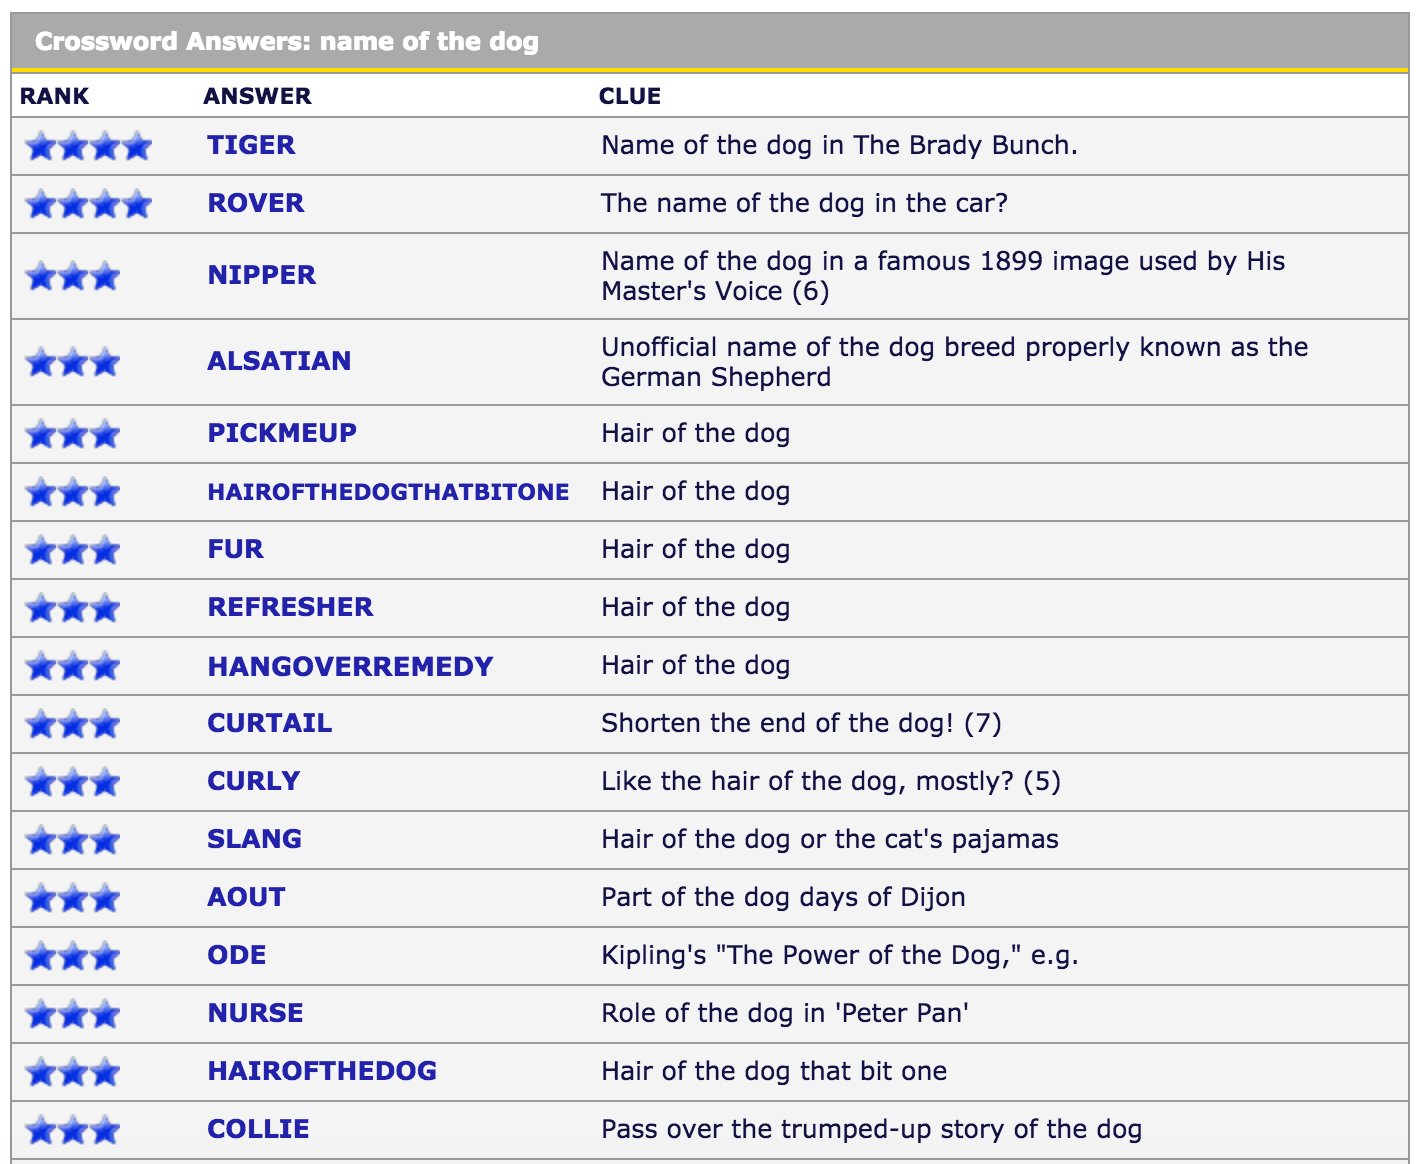 Crossword Answers: name of the dog
RANK ANSWER CLUE
TIGER Name of the dog in The Brady Bunch.
ROVER The name of the dog in the car?
NIPPER Name of the dog in a famous 1899 image used by His
Master's Voice (6)
ALSATIAN Unofficial name of the dog breed properly known as the
German Shepherd
PICKMEUP Hair of the dog
HAIROFTHEDOGTHATBITONE Hair of the dog
FUR Hair of the dog
REFRESHER Hair of the dog
HANGOVERREMEDY Hair of the dog
CURTAIL Shorten the end of the dog! (7)
CURLY Like the hair of the dog, mostly? (5)
SLANG Hair of the dog or the cat's pajamas
AOUT Part of the dog days of Dijon
ODE Kipling's "The Power of the Dog," e.g.
NURSE Role of the dog in 'Peter Pan'
HAIROFTHEDOG Hair of the dog that bit one
COLLIE Pass over the trumped-up story of the dog